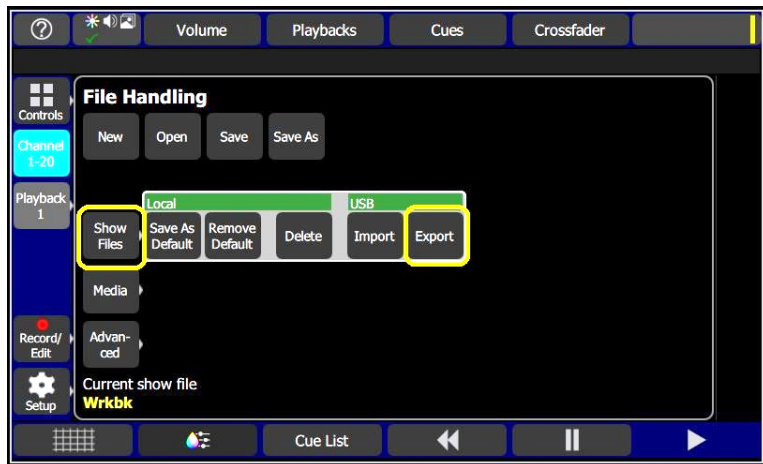 ?
Volume
Playbacks
Cues
Crossfader
Controls
Channel
1-20
Playback
1
Record/
Edit
Setup
File Handling
New
Open
Save
Save As
Local
USB
Show
Files
Save As
Default
Remove
Default
Delete
Import
Export
Media
Advan-
ced
Current show file
Wrkbk
Cue List